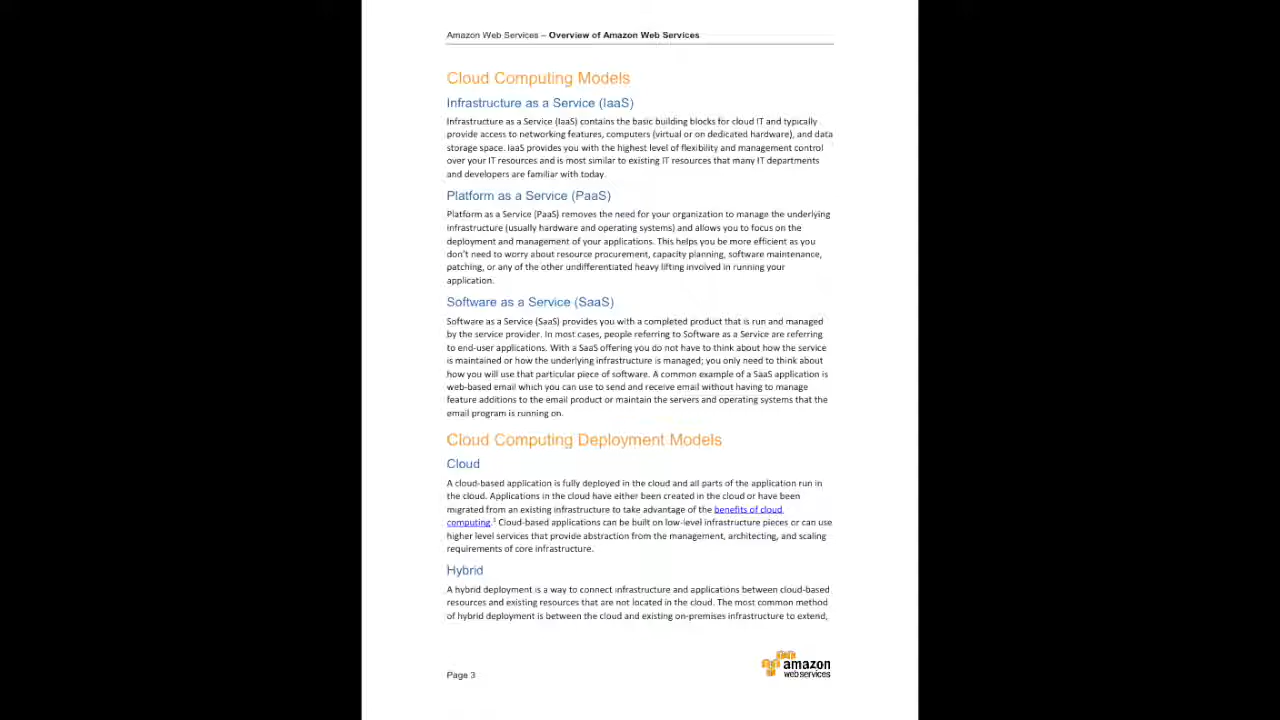 Amazon Web Services – Overview of Amazon Web Services
Cloud Computing Models
Infrastructure as a Service (IaaS)
Infrastructure as a Service (IaaS) contains the basic building blocks for cloud IT and typically
provide access to networking features, computers (virtual or on dedicated hardware), and data
storage space. IaaS provides you with the highest level of flexibility and management control
over your IT resources and is most similar to existing IT resources that many IT departments
and developers are familiar with today.
Platform as a Service (PaaS)
Platform as a Service (PaaS) removes the need for your organization to manage the underlying
infrastructure (usually hardware and operating systems) and allows you to focus on the
deployment and management of your applications. This helps you be more efficient as you
don't need to worry about resource procurement, capacity planning, software maintenance,
patching, or any of the other undifferentiated heavy lifting involved in running your
application.
Software as a Service (SaaS)
Software as a Service (SaaS) provides you with a completed product that is run and managed
by the service provider. In most cases, people referring to Software as a Service are referring
to end-user applications. With a SaaS offering you do not have to think about how the service
is maintained or how the underlying infrastructure is managed; you only need to think about
how you will use that particular piece of software. A common example of a SaaS application is
web-based email which you can use to send and receive email without having to manage
feature additions to the email product or maintain the servers and operating systems that the
email program is running on.
Cloud Computing Deployment Models
Cloud
A cloud-based application is fully deployed in the cloud and all parts of the application run in
the cloud. Applications in the cloud have either been created in the cloud or have been
migrated from an existing infrastructure to take advantage of the benefits of cloud
computing.¹ Cloud-based applications can be built on low-level infrastructure pieces or can use
higher level services that provide abstraction from the management, architecting, and scaling
requirements of core infrastructure.
Hybrid
A hybrid deployment is a way to connect infrastructure and applications between cloud-based
resources and existing resources that are not located in the cloud. The most common method
of hybrid deployment is between the cloud and existing on-premises infrastructure to extend,
Page 3
amazon
webservices